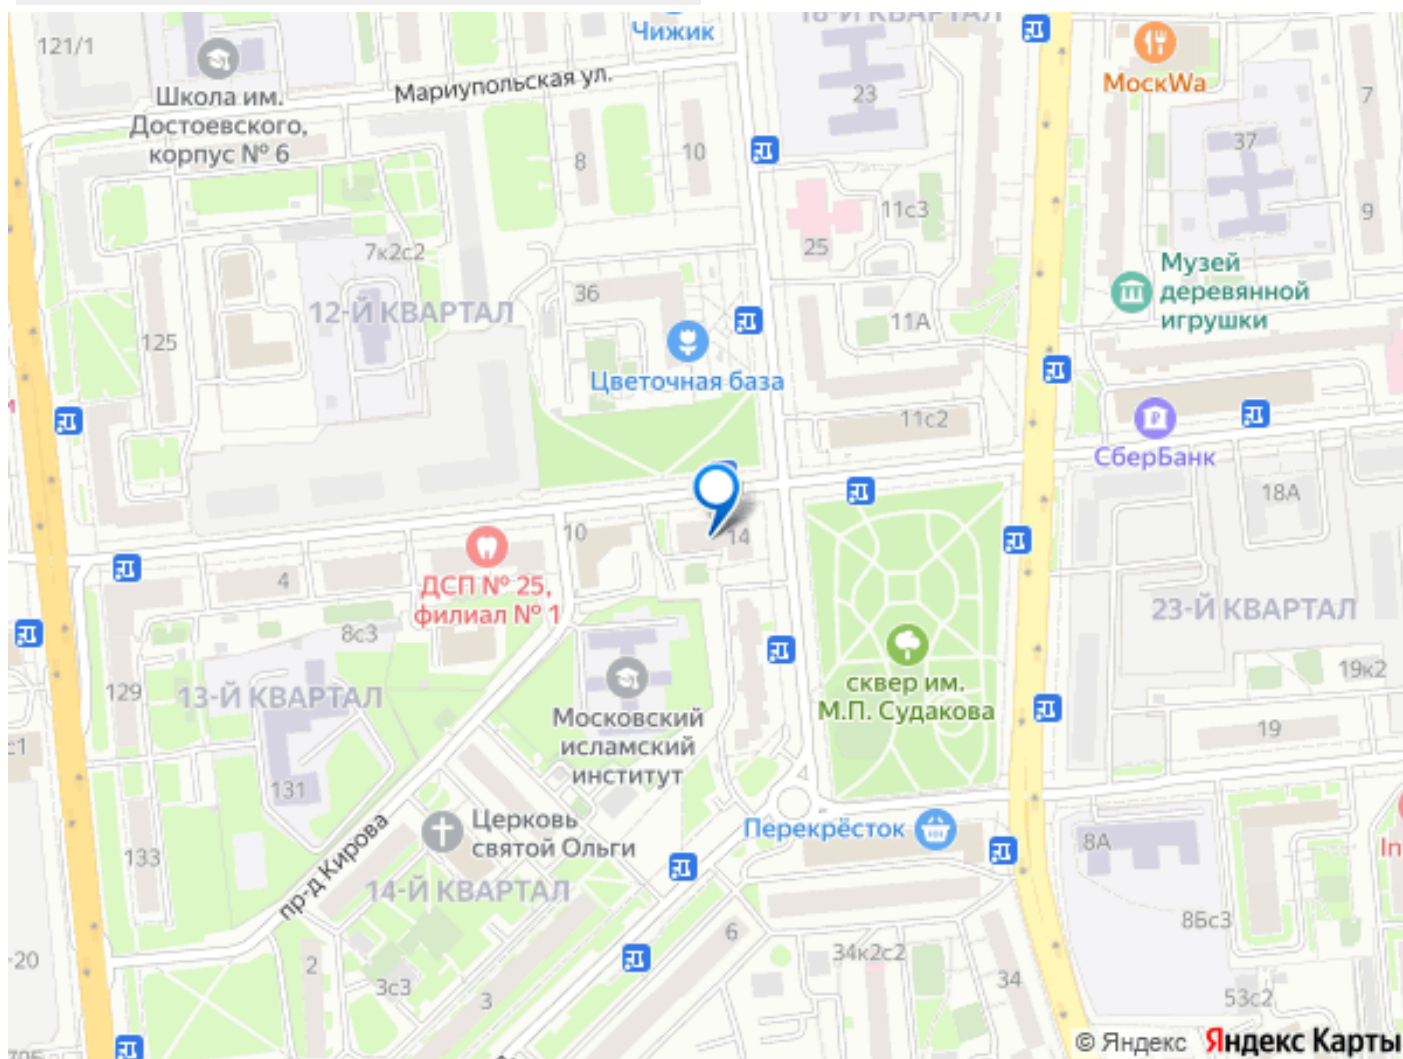 121/1
Чижик
18-Й КВАРТАЛ
МоскWа
Школа им.
Достоевского,
корпус № 6
Мариупольская ул.
23
7
37
8
10
9
11с3
25
7к2с2
Музей
деревянной
игрушки
36
12-Й КВАРТАЛ
11А
125
Цветочная база
11с2
СберБанк
18А
10
14
4
ДСП № 25,
филиал № 1
23-Й КВАРТАЛ
8с3
19к2
129
13-Й КВАРТАЛ
сквер им.
М.П. Судакова
Московский
исламский
институт
19
131
Церковь
святой Ольги
Перекрёсток
8А
133
пр-д Кирова
14-Й КВАРТАЛ
8Бс3
6
34к2с2
2
34
3с3
3
53с2
© Яндекс Яндекс Карты